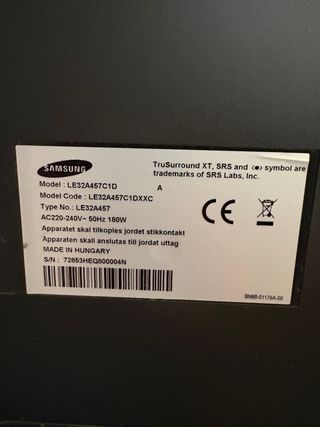 SAMSUNG
TruSurround XT, SRS and (●) symbol are
trademarks of SRS Labs, Inc.
Model : LE32A457C1D A
Model Code : LE32A457C1DXXC
Type No.: LE32A457
AC220-240V~ 50Hz 180W
Apparatet skal tilkoples jordet stikkontakt
Apparaten skall anslutas till jordat uttag
MADE IN HUNGARY
S/N : 72853HEQ800004N
CE
BN68-01176A-00